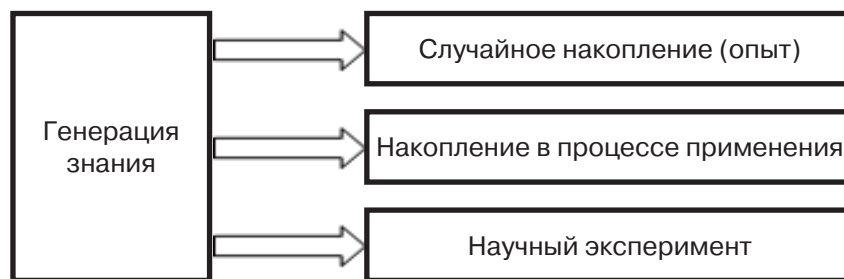 Генерация
знания
Случайное накопление (опыт)
Накопление в процессе применения
Научный эксперимент